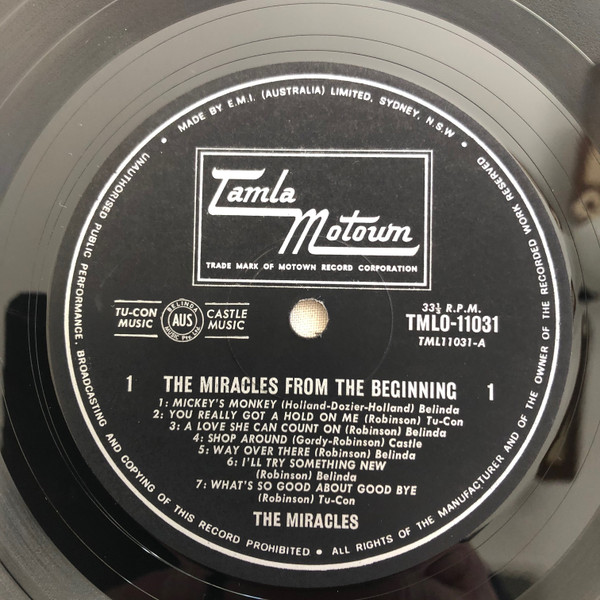 MADE BY E.M.I. (AUSTRALIA) LIMITED, SYDNEY, N.S.W.
UNAUTHORISED PUBLIC PERFORMANCE, BROADCASTING AND COPYING OF THIS RECORD PROHIBITED • ALL RIGHTS OF THE MANUFACTURER AND OF THE OWNER OF THE RECORDED WORK RESERVED
Tamla
Motown
TRADE MARK OF MOTOWN RECORD CORPORATION
TU-CON
MUSIC
BELINDA
AUS
MUSIC Pty. Ltd.
CASTLE
MUSIC
33⅓ R.P.M.
TMLO-11031
TML11031-A
1 THE MIRACLES FROM THE BEGINNING 1
1: MICKEY'S MONKEY (Holland-Dozier-Holland) Belinda
2: YOU REALLY GOT A HOLD ON ME (Robinson) Tu-Con
3: A LOVE SHE CAN COUNT ON (Robinson) Belinda
4: SHOP AROUND (Gordy-Robinson) Castle
5: WAY OVER THERE (Robinson) Belinda
6: I'LL TRY SOMETHING NEW
(Robinson) Belinda
7: WHAT'S SO GOOD ABOUT GOOD BYE
(Robinson) Tu-Con
THE MIRACLES